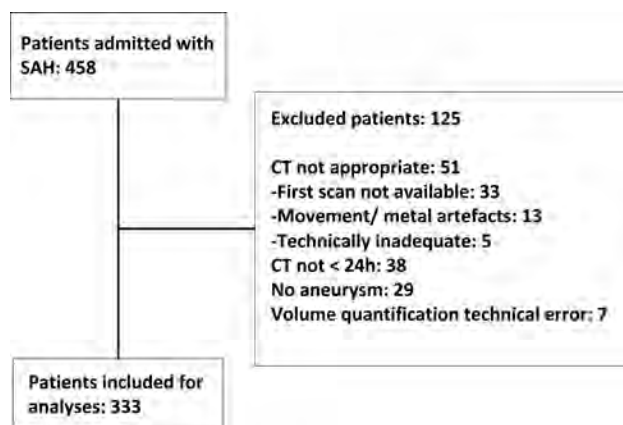 Patients admitted with
SAH: 458
Excluded patients: 125
CT not appropriate: 51
-First scan not available: 33
-Movement/ metal artefacts: 13
-Technically inadequate: 5
CT not < 24h: 38
No aneurysm: 29
Volume quantification technical error: 7
Patients included for
analyses: 333